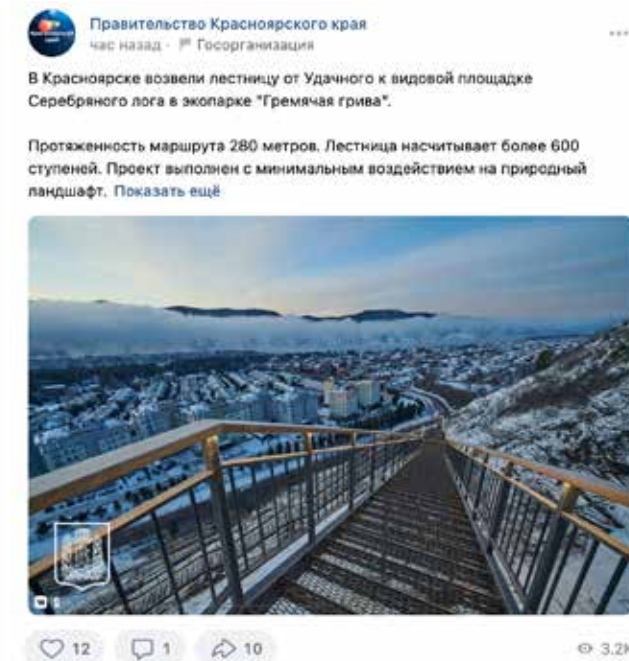 Правительство Красноярского края
час назад · Госорганизация
В Красноярске возвели лестницу от Удачного к видовой площадке
Серебряного лога в экопарке "Гремячая грива".
Протяженность маршрута 280 метров. Лестница насчитывает более 600
ступеней. Проект выполнен с минимальным воздействием на природный
ландшафт. Показать ещё
12 1 10 3.2K